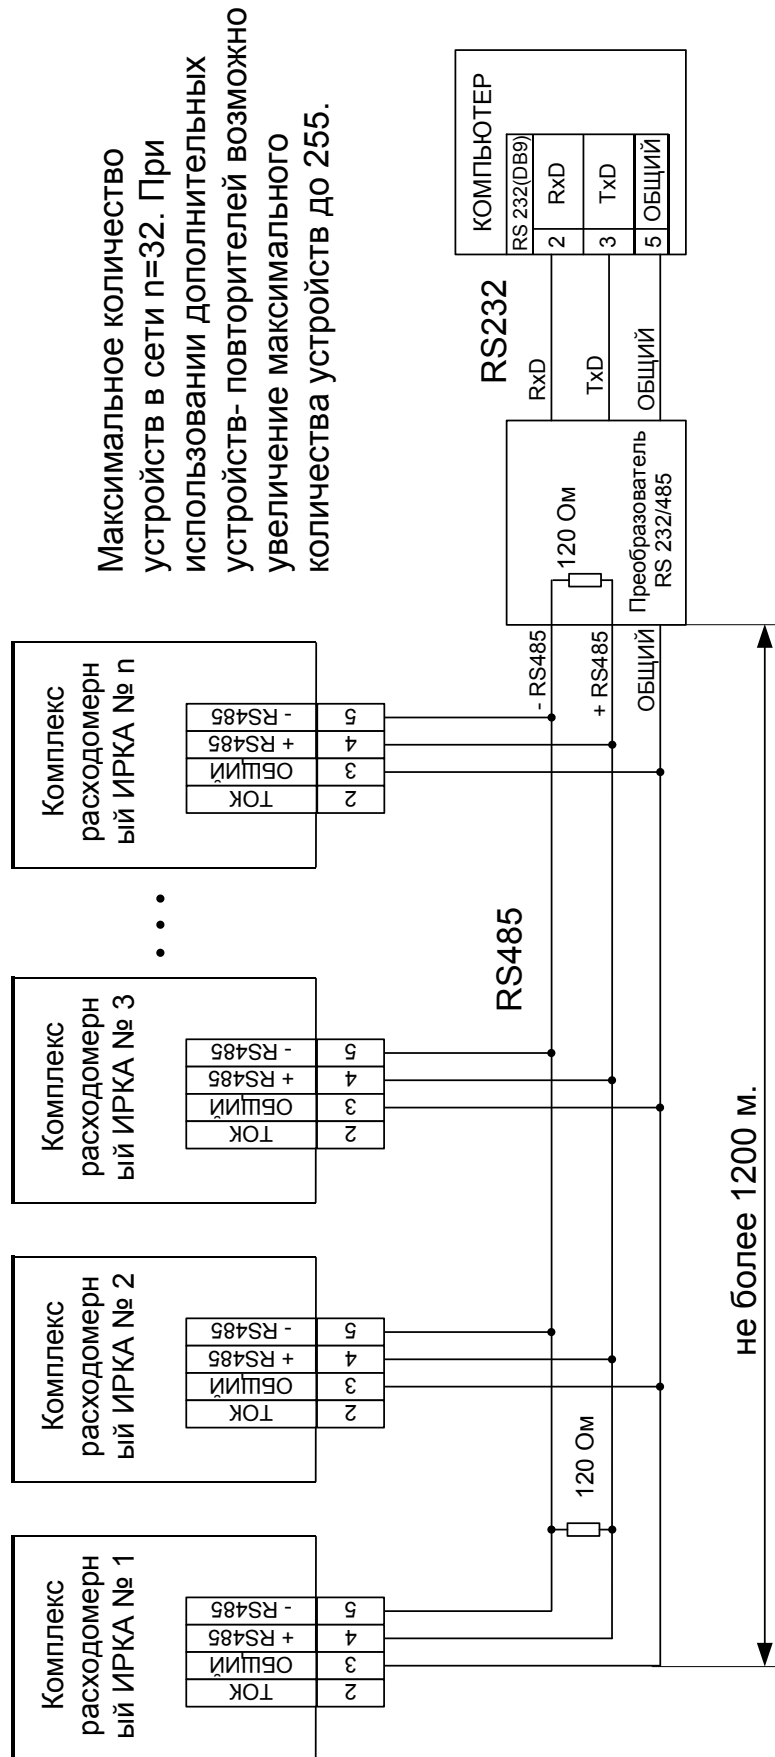 Максимальное количество
устройств в сети n=32. При
использовании дополнительных
устройств- повторителей возможно
увеличение максимального
количества устройств до 255.
Комплекс
расходомерн
ый ИРКА № 1
- RS485
5
+ RS485
4
ОБЩИЙ
3
ТОК
2
Комплекс
расходомерн
ый ИРКА № 2
- RS485
5
+ RS485
4
ОБЩИЙ
3
ТОК
2
Комплекс
расходомерн
ый ИРКА № 3
- RS485
5
+ RS485
4
ОБЩИЙ
3
ТОК
2
• • •
Комплекс
расходомерн
ый ИРКА № n
- RS485
5
+ RS485
4
ОБЩИЙ
3
ТОК
2
120 Ом
RS485
- RS485
+ RS485
ОБЩИЙ
120 Ом
Преобразователь
RS 232/485
RS232
RxD
TxD
ОБЩИЙ
КОМПЬЮТЕР
RS 232(DB9)
2 RxD
3 TxD
5 ОБЩИЙ
не более 1200 м.